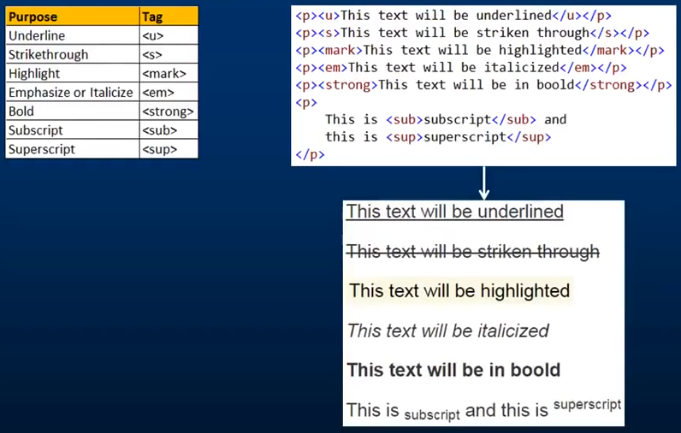 Purpose Tag
Underline <u>
Strikethrough <s>
Highlight <mark>
Emphasize or Italicize <em>
Bold <strong>
Subscript <sub>
Superscript <sup>
<p><u>This text will be underlined</u></p>
<p><s>This text will be striken through</s></p>
<p><mark>This text will be highlighted</mark></p>
<p><em>This text will be italicized</em></p>
<p><strong>This text will be in boold</strong></p>
<p>
This is <sub>subscript</sub> and
this is <sup>superscript</sup>
</p>
This text will be underlined
This text will be striken through
This text will be highlighted
This text will be italicized
This text will be in boold
This is subscript and this is superscript